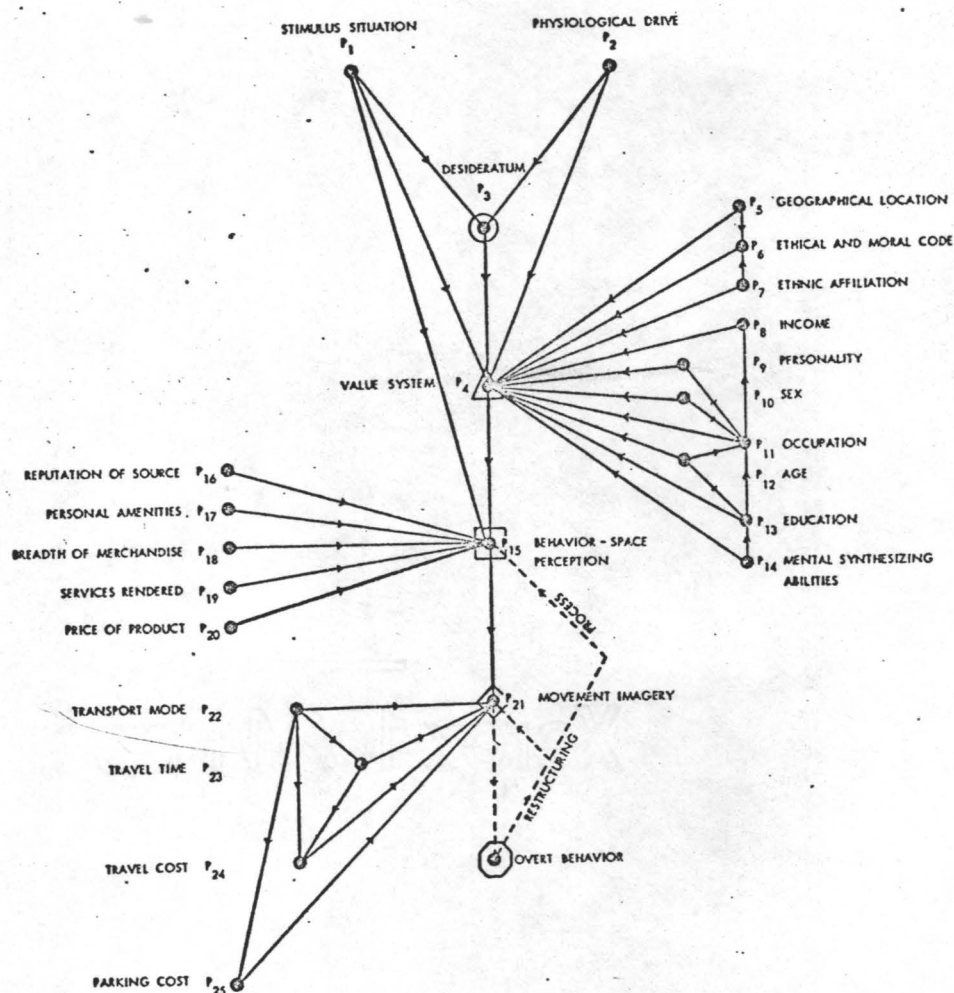 STIMULUS SITUATION
P1
PHYSIOLOGICAL DRIVE
P2
DESIDERATUM
P3
P5 GEOGRAPHICAL LOCATION
P6 ETHICAL AND MORAL CODE
P7 ETHNIC AFFILIATION
P8 INCOME
P9 PERSONALITY
VALUE SYSTEM P4
P10 SEX
P11 OCCUPATION
P12 AGE
P13 EDUCATION
P14 MENTAL SYNTHESIZING
ABILITIES
REPUTATION OF SOURCE P16
PERSONAL AMENITIES P17
BREADTH OF MERCHANDISE P18
SERVICES RENDERED P19
PRICE OF PRODUCT P20
P15 BEHAVIOR-SPACE
PERCEPTION
PROCESS
RESTRUCTURING
P21 MOVEMENT IMAGERY
TRANSPORT MODE P22
TRAVEL TIME P23
TRAVEL COST P24
OVERT BEHAVIOR
PARKING COST P25